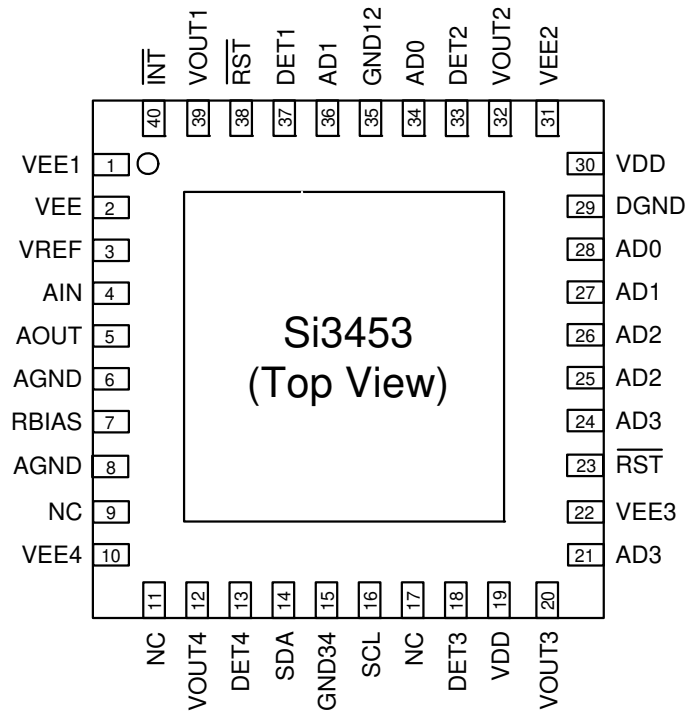 INT
VOUT1
RST
DET1
AD1
GND12
AD0
DET2
VOUT2
VEE2
40
39
38
37
36
35
34
33
32
31
VEE1 1
VEE 2
VREF 3
AIN 4
AOUT 5
AGND 6
RBIAS 7
AGND 8
NC 9
VEE4 10
Si3453
(Top View)
30 VDD
29 DGND
28 AD0
27 AD1
26 AD2
25 AD2
24 AD3
23 RST
22 VEE3
21 AD3
11
12
13
14
15
16
17
18
19
20
NC
VOUT4
DET4
SDA
GND34
SCL
NC
DET3
VDD
VOUT3